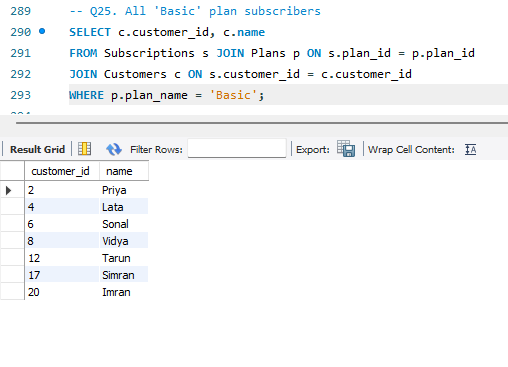 289 -- Q25. All 'Basic' plan subscribers
290 SELECT c.customer_id, c.name
291 FROM Subscriptions s JOIN Plans p ON s.plan_id = p.plan_id
292 JOIN Customers c ON s.customer_id = c.customer_id
293 WHERE p.plan_name = 'Basic';
Result Grid Filter Rows: Export: Wrap Cell Content:
customer_id name
2 Priya
4 Lata
6 Sonal
8 Vidya
12 Tarun
17 Simran
20 Imran